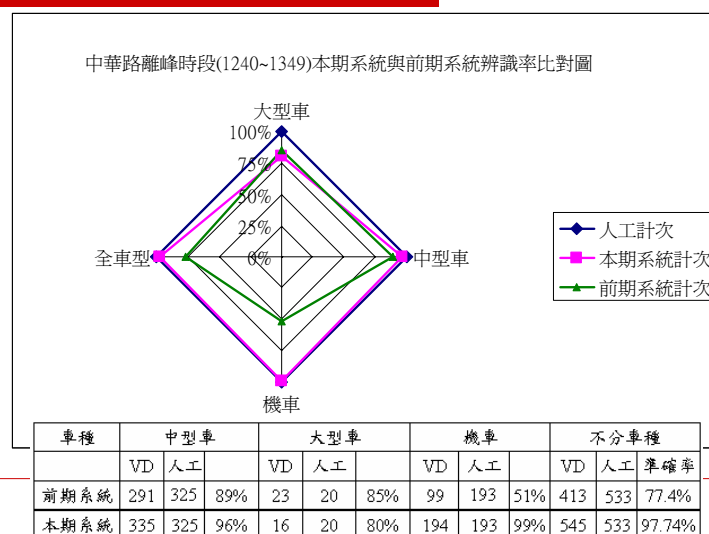 中華路離峰時段(1240~1349)本期系統與前期系統辨識率比對圖
大型車
100%
75%
50%
25%
0%
全車型
中型車
機車
人工計次
本期系統計次
前期系統計次
車種 中型車 大型車 機車 不分車種
VD 人工 VD 人工 VD 人工 VD 人工 準確率
前期系統 291 325 89% 23 20 85% 99 193 51% 413 533 77.4%
本期系統 335 325 96% 16 20 80% 194 193 99% 545 533 97.74%